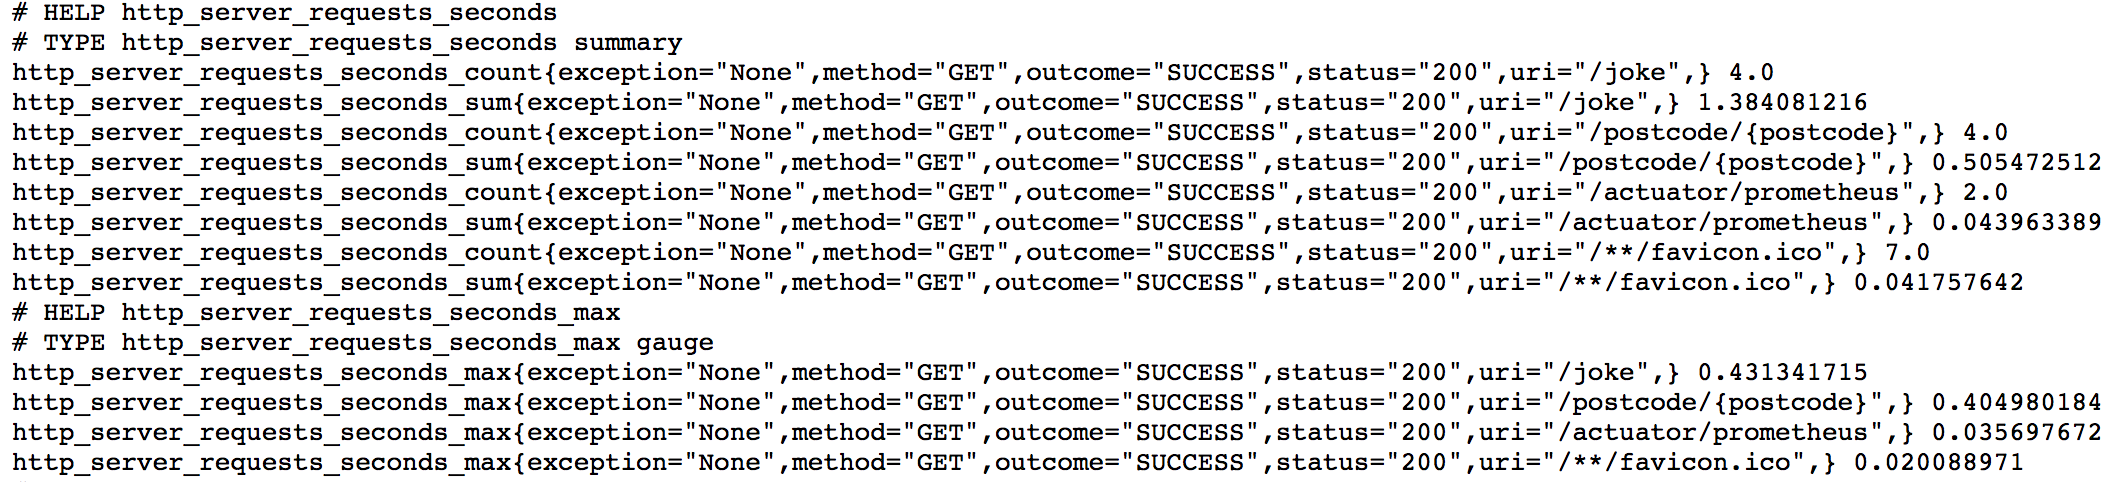 # HELP http_server_requests_seconds
# TYPE http_server_requests_seconds summary
http_server_requests_seconds_count{exception="None",method="GET",outcome="SUCCESS",status="200",uri="/joke",} 4.0
http_server_requests_seconds_sum{exception="None",method="GET",outcome="SUCCESS",status="200",uri="/joke",} 1.384081216
http_server_requests_seconds_count{exception="None",method="GET",outcome="SUCCESS",status="200",uri="/postcode/{postcode}",} 4.0
http_server_requests_seconds_sum{exception="None",method="GET",outcome="SUCCESS",status="200",uri="/postcode/{postcode}",} 0.505472512
http_server_requests_seconds_count{exception="None",method="GET",outcome="SUCCESS",status="200",uri="/actuator/prometheus",} 2.0
http_server_requests_seconds_sum{exception="None",method="GET",outcome="SUCCESS",status="200",uri="/actuator/prometheus",} 0.043963389
http_server_requests_seconds_count{exception="None",method="GET",outcome="SUCCESS",status="200",uri="/**/favicon.ico",} 7.0
http_server_requests_seconds_sum{exception="None",method="GET",outcome="SUCCESS",status="200",uri="/**/favicon.ico",} 0.041757642
# HELP http_server_requests_seconds_max
# TYPE http_server_requests_seconds_max gauge
http_server_requests_seconds_max{exception="None",method="GET",outcome="SUCCESS",status="200",uri="/joke",} 0.431341715
http_server_requests_seconds_max{exception="None",method="GET",outcome="SUCCESS",status="200",uri="/postcode/{postcode}",} 0.404980184
http_server_requests_seconds_max{exception="None",method="GET",outcome="SUCCESS",status="200",uri="/actuator/prometheus",} 0.035697672
http_server_requests_seconds_max{exception="None",method="GET",outcome="SUCCESS",status="200",uri="/**/favicon.ico",} 0.020088971